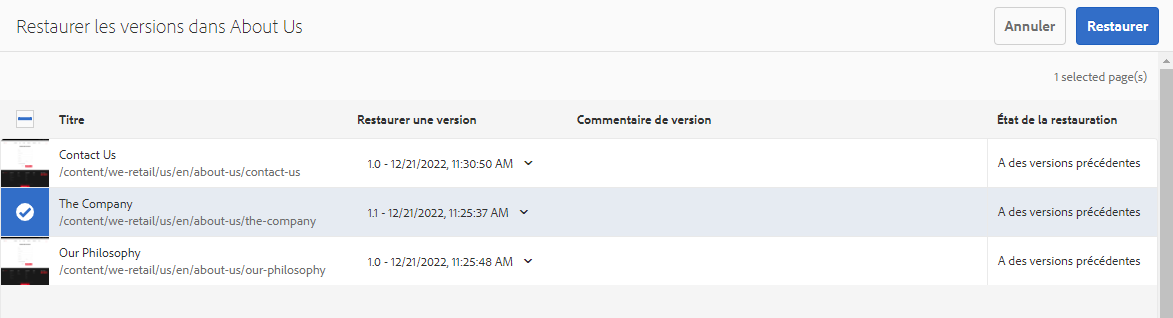 Restaurer les versions dans About Us
Annuler
Restaurer
1 selected page(s)
Titre
Restaurer une version
Commentaire de version
État de la restauration
Contact Us
/content/we-retail/us/en/about-us/contact-us
1.0 - 12/21/2022, 11:30:50 AM
A des versions précédentes
The Company
/content/we-retail/us/en/about-us/the-company
1.1 - 12/21/2022, 11:25:37 AM
A des versions précédentes
Our Philosophy
/content/we-retail/us/en/about-us/our-philosophy
1.0 - 12/21/2022, 11:25:48 AM
A des versions précédentes